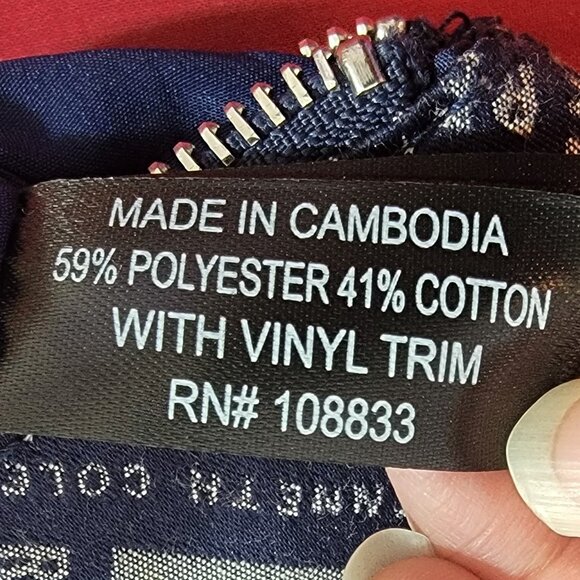 MADE IN CAMBODIA
59% POLYESTER 41% COTTON
WITH VINYL TRIM
RN# 108833